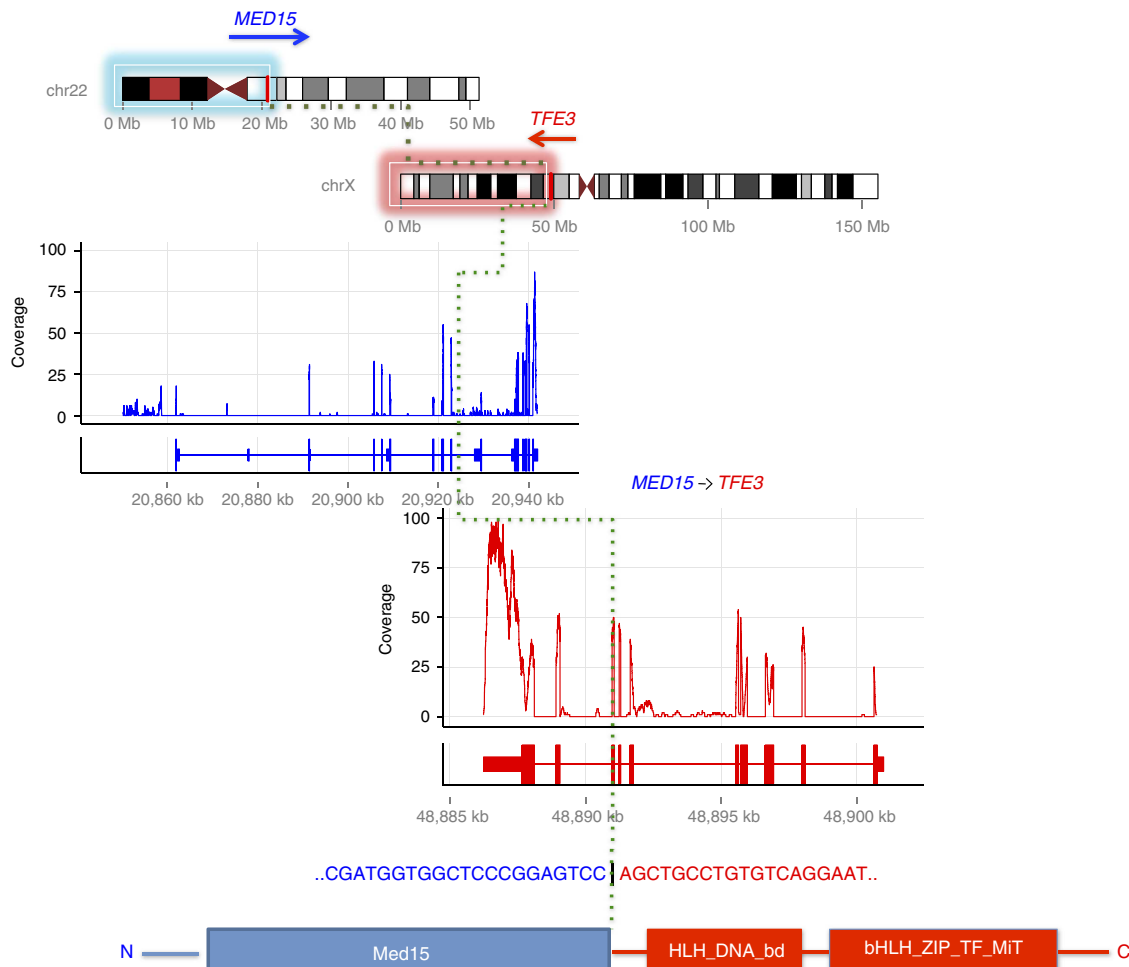 MED15
chr22
0 Mb 10 Mb 20 Mb 30 Mb 40 Mb 50 Mb
TFE3
chrX
0 Mb 50 Mb 100 Mb 150 Mb
100
75
50
25
0
Coverage
20,860 kb 20,880 kb 20,900 kb 20,920 kb 20,940 kb
MED15 -> TFE3
100
75
50
25
0
Coverage
48,885 kb 48,890 kb 48,895 kb 48,900 kb
..CGATGGTGGCTCCCGGAGTCC AGCTGCCTGTGTCAGGAAT..
N Med15 HLH_DNA_bd bHLH_ZIP_TF_MiT C